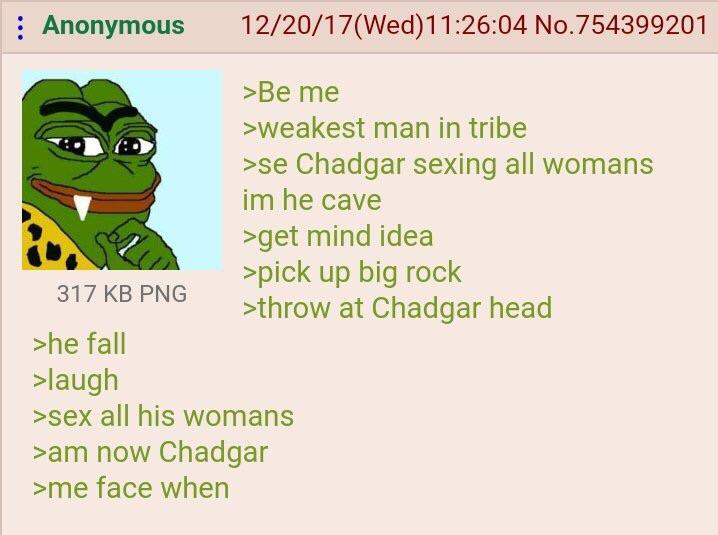 Anonymous 12/20/17(Wed)11:26:04 No.754399201
>Be me
>weakest man in tribe
>se Chadgar sexing all womans
im he cave
>get mind idea
>pick up big rock
>throw at Chadgar head
317 KB PNG
>he fall
>laugh
>sex all his womans
>am now Chadgar
>me face when